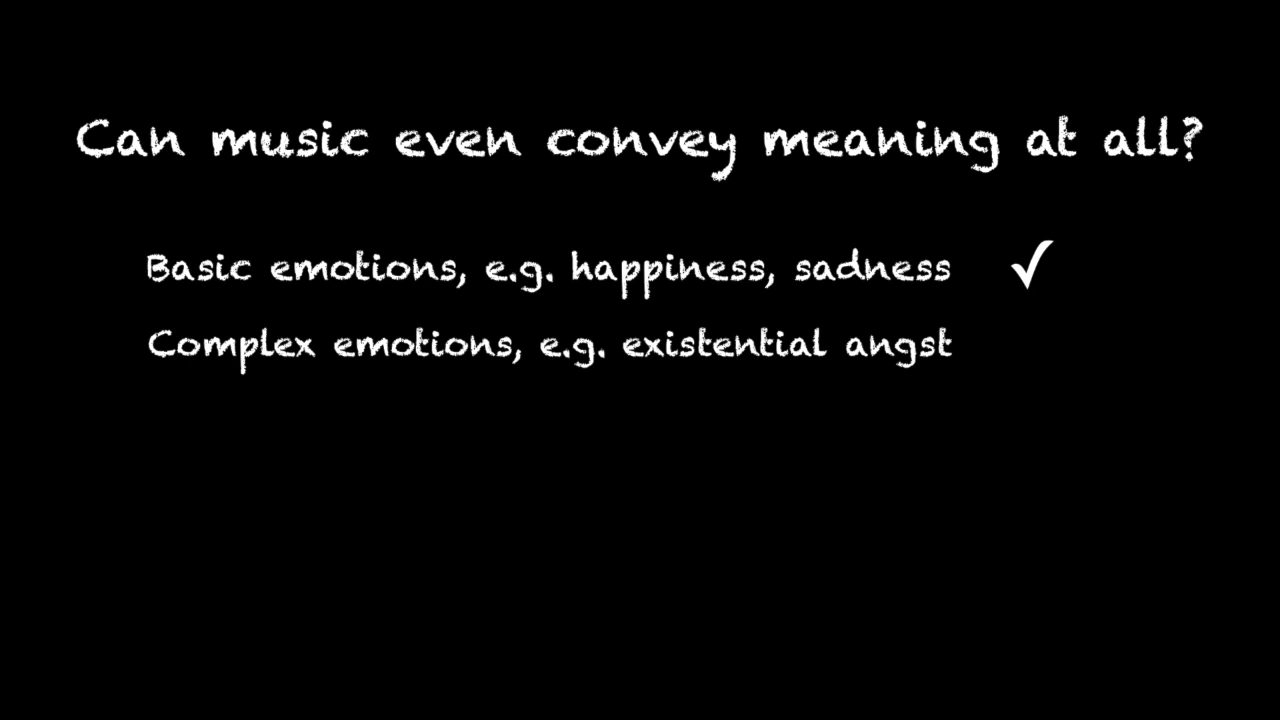 Can music even convey meaning at all?
Basic emotions, e.g. happiness, sadness ✓
Complex emotions, e.g. existential angst